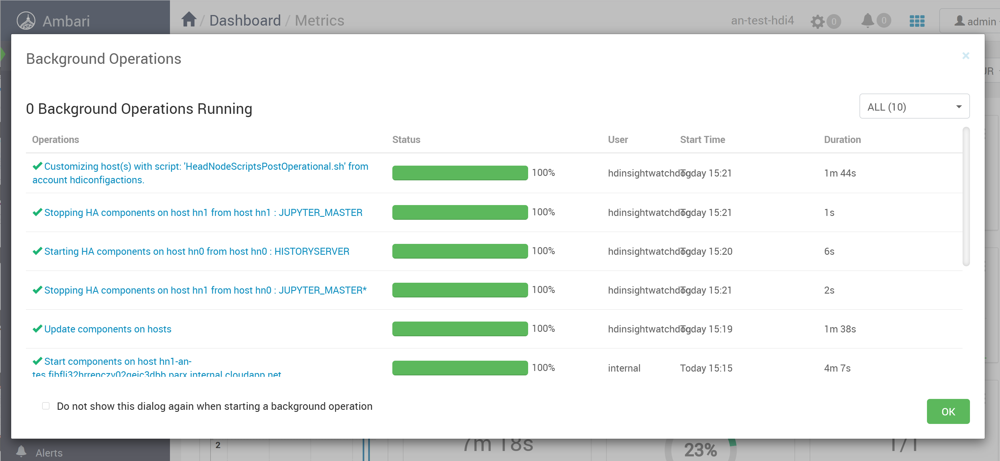 Ambari
/ Dashboard / Metrics
an-test-hdi4
0
0
admin
Background Operations
×
0 Background Operations Running
ALL (10)
Operations Status User Start Time Duration
Customizing host(s) with script: 'HeadNodeScriptsPostOperational.sh' from
account hdiconfigactions.
100% hdinsightwatchdog Today 15:21 1m 44s
Stopping HA components on host hn1 from host hn1 : JUPYTER_MASTER 100% hdinsightwatchdog Today 15:21 1s
Starting HA components on host hn0 from host hn0 : HISTORYSERVER 100% hdinsightwatchdog Today 15:20 6s
Stopping HA components on host hn1 from host hn0 : JUPYTER_MASTER* 100% hdinsightwatchdog Today 15:21 2s
Update components on hosts 100% hdinsightwatchdog Today 15:19 1m 38s
Start components on host hn1-an-
100% internal Today 15:15 4m 7s
Do not show this dialog again when starting a background operation
OK
2
7m 18s
23%
1/1
Alerts